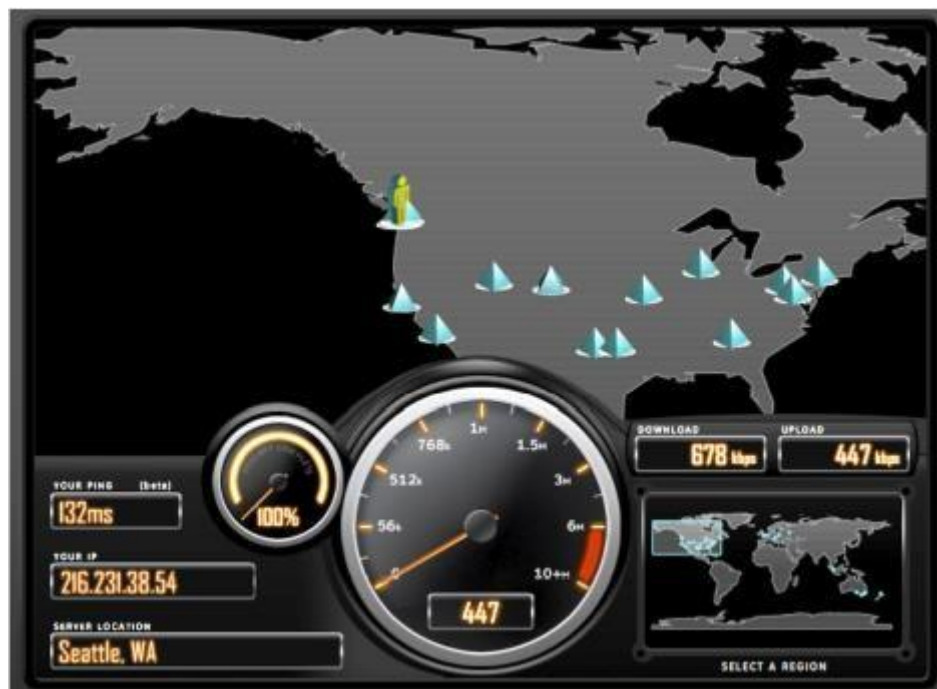 DOWNLOAD
678 kbps
UPLOAD
447 kbps
YOUR PING (beta)
132ms
YOUR IP
216.231.38.54
SERVER LOCATION
Seattle, WA
100%
0
56k
512k
768k
1M
1.5M
3M
6M
10+M
447
SELECT A REGION